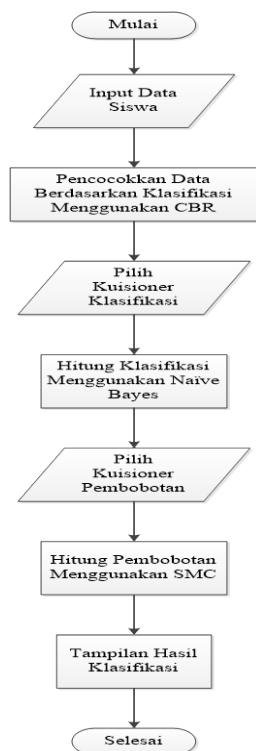 Mulai
Input Data
Siswa
Pencocokkan Data
Berdasarkan Klasifikasi
Menggunakan CBR
Pilih
Kuisioner
Klasifikasi
Hitung Klasifikasi
Menggunakan Naïve
Bayes
Pilih
Kuisioner
Pembobotan
Hitung Pembobotan
Menggunakan SMC
Tampilan Hasil
Klasifikasi
Selesai